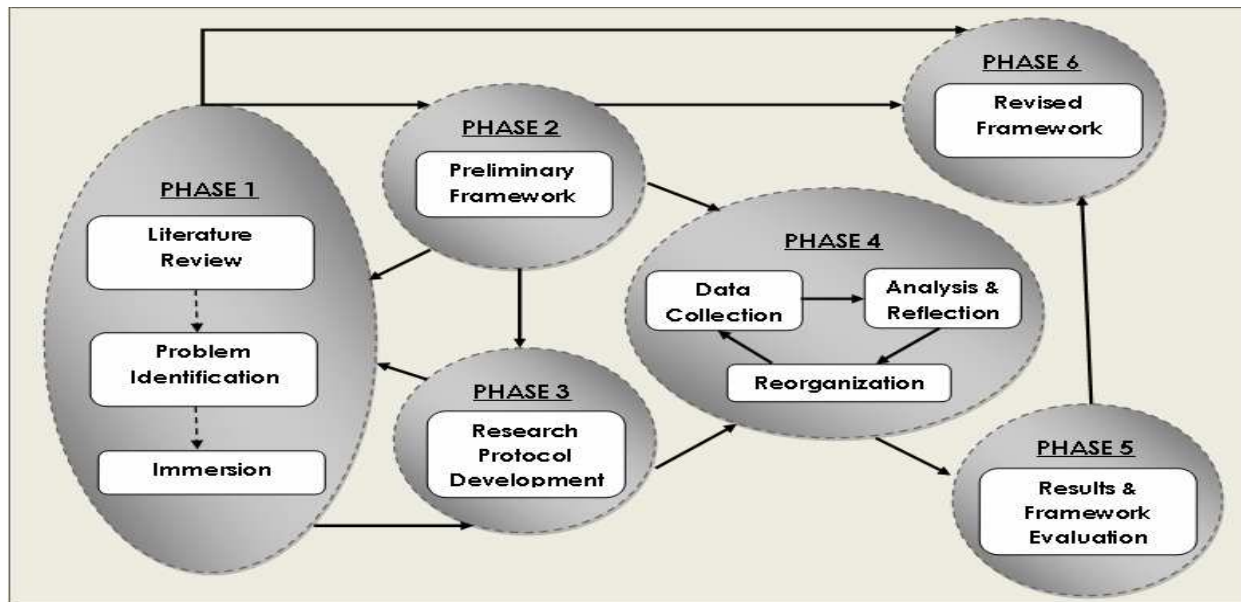 PHASE 1
Literature
Review
Problem
Identification
Immersion
PHASE 2
Preliminary
Framework
PHASE 3
Research
Protocol
Development
PHASE 4
Data
Collection
Analysis &
Reflection
Reorganization
PHASE 5
Results &
Framework
Evaluation
PHASE 6
Revised
Framework